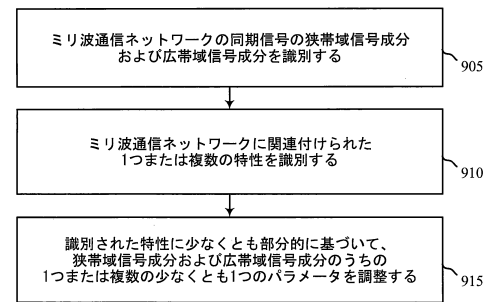 ミリ波通信ネットワークの同期信号の狭帯域信号成分
および広帯域信号成分を識別する
905
ミリ波通信ネットワークに関連付けられた
1つまたは複数の特性を識別する
910
識別された特性に少なくとも部分的に基づいて、
狭帯域信号成分および広帯域信号成分のうちの
1つまたは複数の少なくとも1つのパラメータを調整する
915